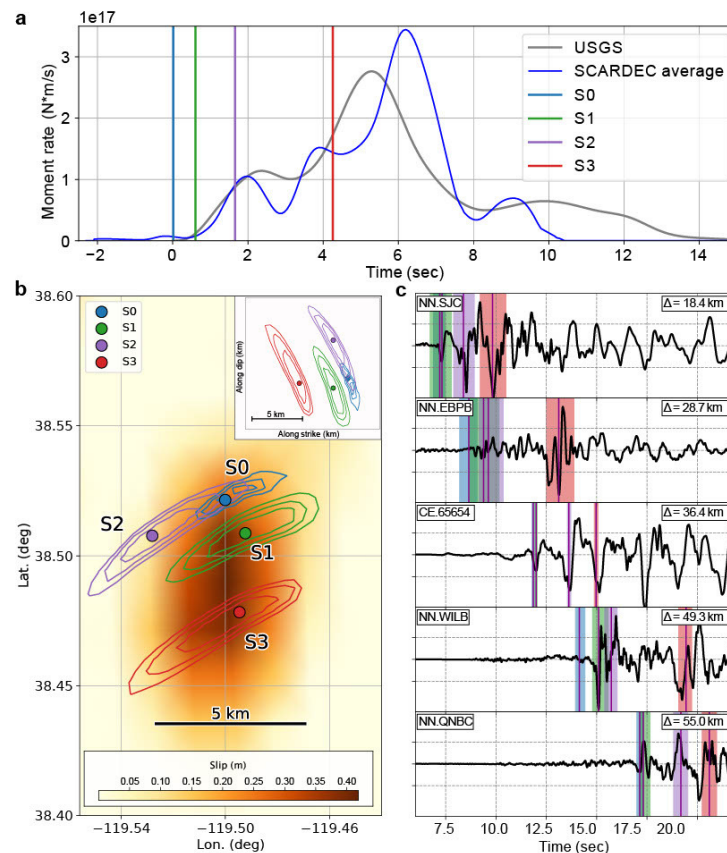 a
1e17
3
2
1
0
Moment rate (N*m/s)
USGS
SCARDEC average
S0
S1
S2
S3
−2 0 2 4 6 8 10 12 14
Time (sec)
b
38.60
38.55
38.50
38.45
38.40
Lat. (deg)
S0
S1
S2
S3
Along dip (km)
5 km
Along strike (km)
S0
S2
S1
S3
5 km
Slip (m)
0.05 0.15 0.20 0.30 0.35 0.40
−119.54 −119.50 −119.46
Lon. (deg)
c
NN.SJC
Δ = 18.4 km
NN.EBPB
Δ = 28.7 km
CE.65654
Δ = 36.4 km
NN.WILB
Δ = 49.3 km
NN.QNBC
Δ = 55.0 km
7.5 10.0 12.5 15.0 17.5 20.0
Time (sec)